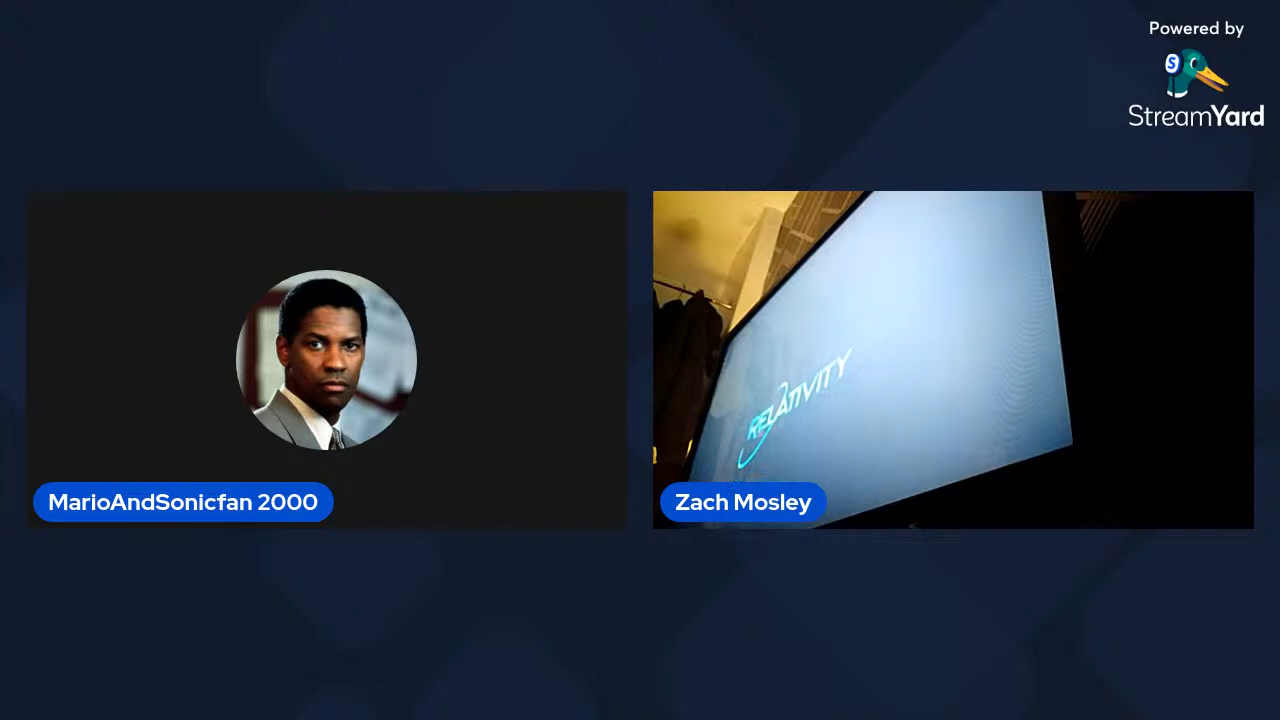 Powered by
S
StreamYard
RELATIVITY
MarioAndSonicfan 2000
Zach Mosley